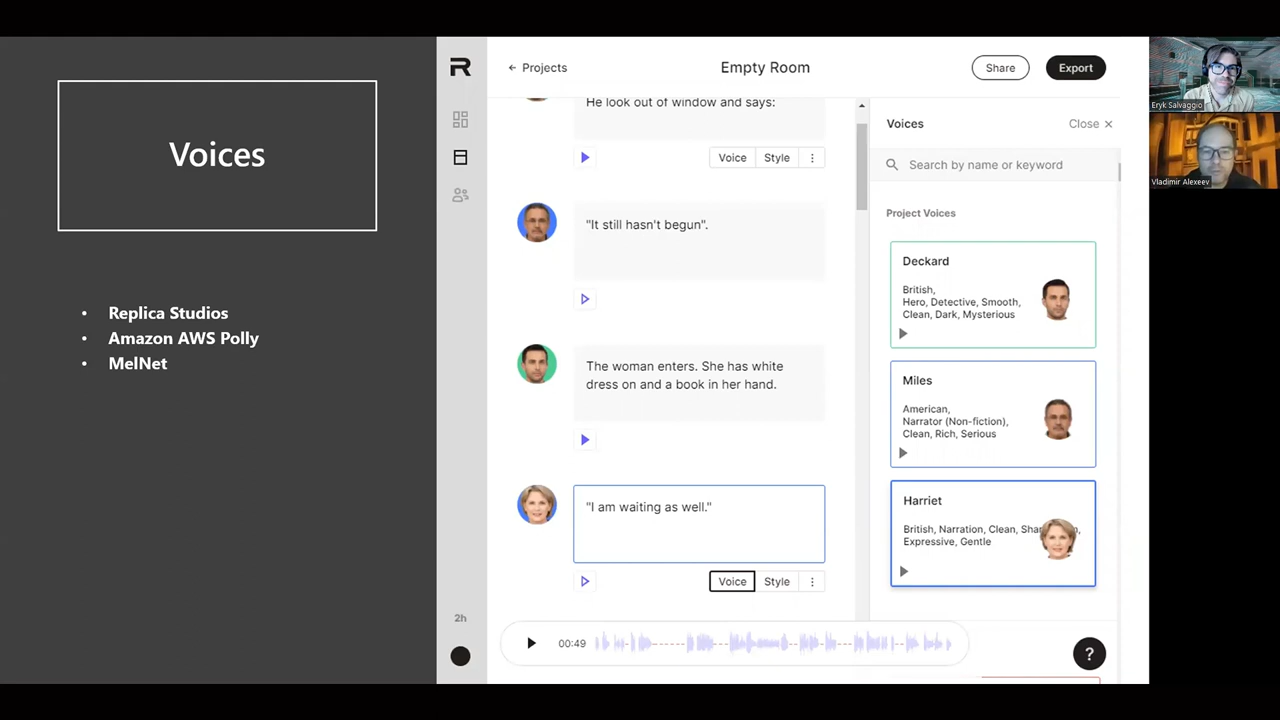 Voices
• Replica Studios
• Amazon AWS Polly
• MelNet
R
← Projects
Empty Room
Share
Export
He look out of window and says:
Voice
Style
"It still hasn't begun".
The woman enters. She has white
dress on and a book in her hand.
"I am waiting as well."
Voice
Style
2h
00:49
Voices
Close ×
Search by name or keyword
Project Voices
Deckard
British,
Hero, Detective, Smooth,
Clean, Dark, Mysterious
Miles
American,
Narrator (Non-fiction),
Clean, Rich, Serious
Harriet
British, Narration, Clean,
Expressive, Gentle
?
Eryk Salvaggio
Vladimir Alexeev